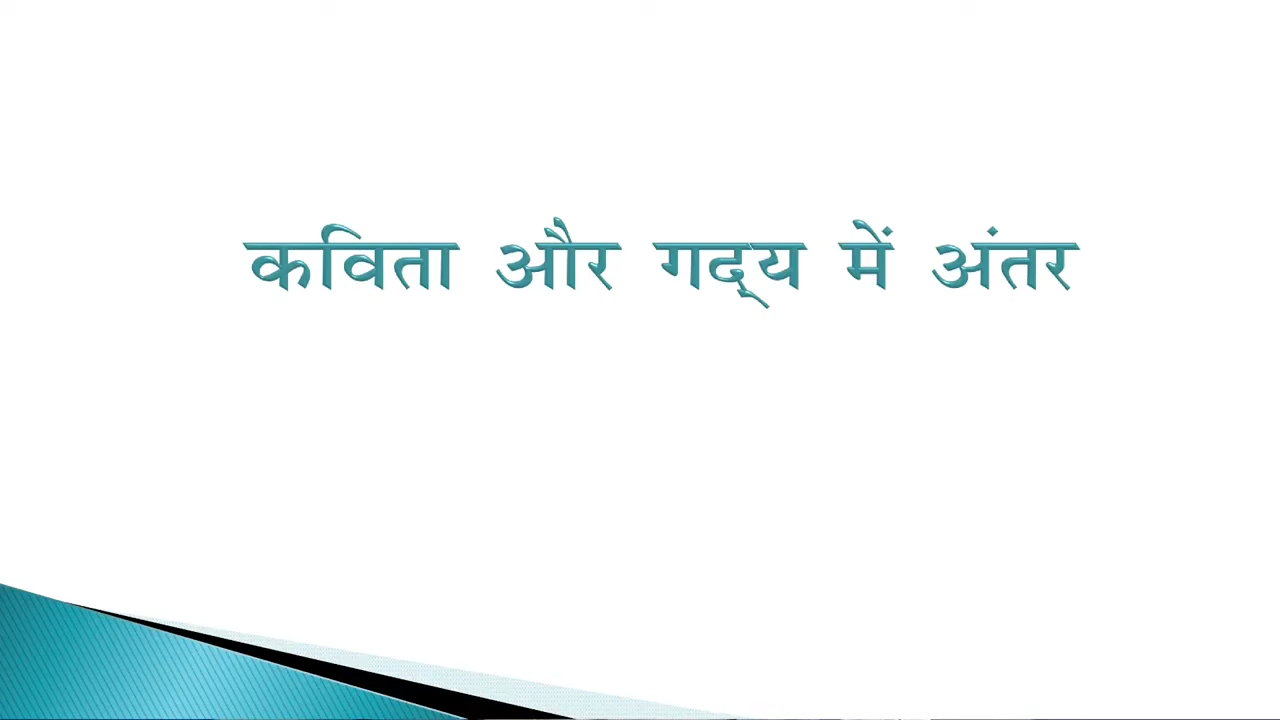 कविता और गद्‌य में अंतर